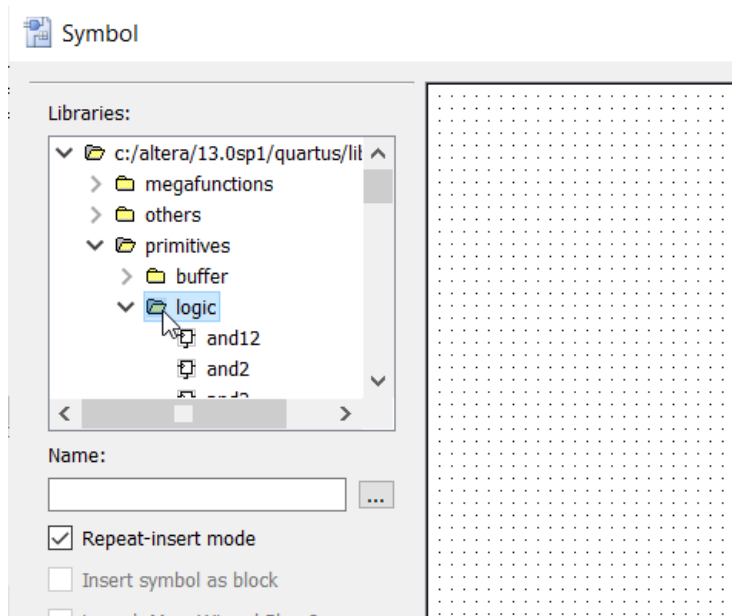 Symbol
Libraries:
c:/altera/13.0sp1/quartus/lib
megafunctions
others
primitives
buffer
logic
and12
and2
Name:
...
Repeat-insert mode
Insert symbol as block